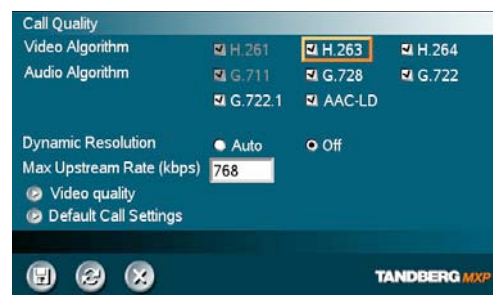 Call Quality
Video Algorithm H.261 H.263 H.264
Audio Algorithm G.711 G.728 G.722
G.722.1 AAC-LD
Dynamic Resolution Auto Off
Max Upstream Rate (kbps) 768
Video quality
Default Call Settings
TANDBERG MXP